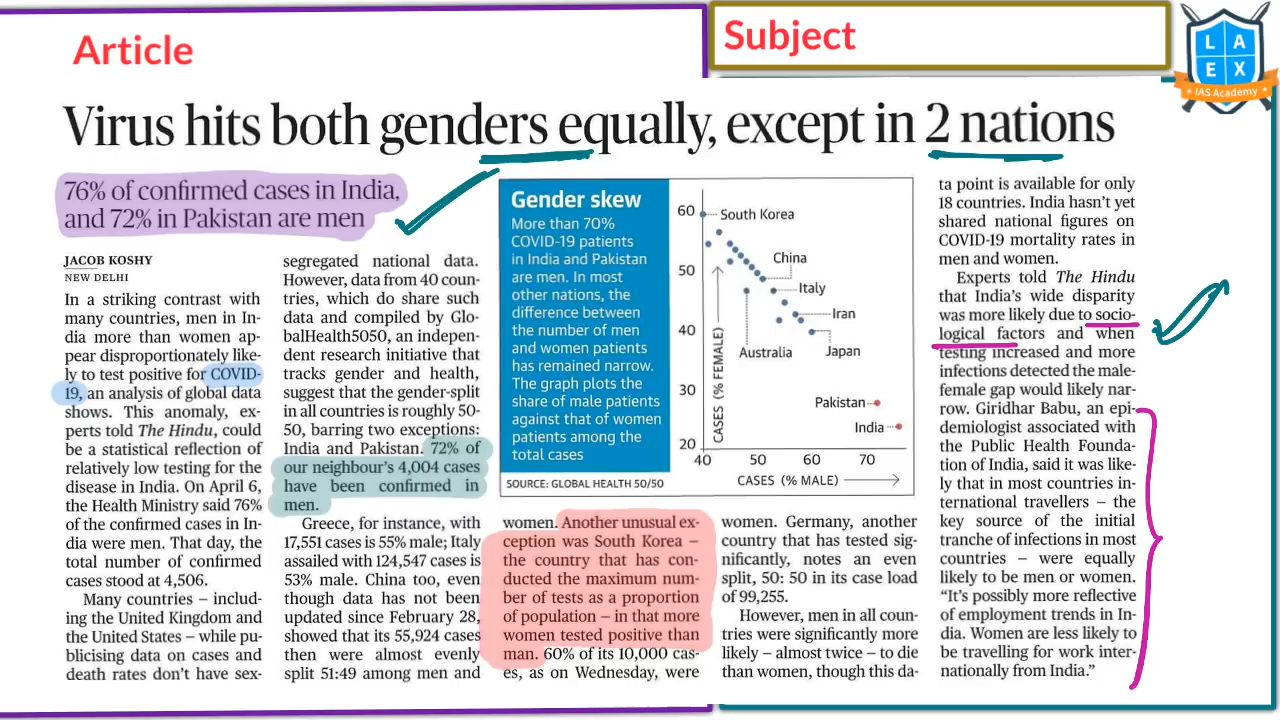 Article
Subject
L A
E X
IAS Academy
Virus hits both genders equally, except in 2 nations
76% of confirmed cases in India,
and 72% in Pakistan are men
JACOB KOSHY
NEW DELHI
In a striking contrast with
many countries, men in In-
dia more than women ap-
pear disproportionately like-
ly to test positive for COVID-
19, an analysis of global data
shows. This anomaly, ex-
perts told The Hindu, could
be a statistical reflection of
relatively low testing for the
disease in India. On April 6,
the Health Ministry said 76%
of the confirmed cases in In-
dia were men. That day, the
total number of confirmed
cases stood at 4,506.
Many countries – includ-
ing the United Kingdom and
the United States – while pu-
blicising data on cases and
death rates don't have sex-
segregated national data.
However, data from 40 coun-
tries, which do share such
data and compiled by Glo-
balHealth5050, an indepen-
dent research initiative that
tracks gender and health,
suggest that the gender-split
in all countries is roughly 50-
50, barring two exceptions:
India and Pakistan. 72% of
our neighbour's 4,004 cases
have been confirmed in
men.
Greece, for instance, with
17,551 cases is 55% male; Italy
assailed with 124,547 cases is
53% male. China too, even
though data has not been
updated since February 28,
showed that its 55,924 cases
then were almost evenly
split 51:49 among men and
Gender skew
More than 70%
COVID-19 patients
in India and Pakistan
are men. In most
other nations, the
difference between
the number of men
and women patients
has remained narrow.
The graph plots the
share of male patients
against that of women
patients among the
total cases
SOURCE: GLOBAL HEALTH 50/50
60
50
40
30
20
CASES (% FEMALE)
South Korea
China
Italy
Iran
Australia
Japan
Pakistan
India
40 50 60 70
CASES (% MALE)
women. Another unusual ex-
ception was South Korea –
the country that has con-
ducted the maximum num-
ber of tests as a proportion
of population – in that more
women tested positive than
man. 60% of its 10,000 cas-
es, as on Wednesday, were
women. Germany, another
country that has tested sig-
nificantly, notes an even
split, 50: 50 in its case load
of 99,255.
However, men in all coun-
tries were significantly more
likely – almost twice – to die
than women, though this da-
ta point is available for only
18 countries. India hasn't yet
shared national figures on
COVID-19 mortality rates in
men and women.
Experts told The Hindu
that India's wide disparity
was more likely due to socio-
logical factors and when
testing increased and more
infections detected the male-
female gap would likely nar-
row. Giridhar Babu, an epi-
demiologist associated with
the Public Health Founda-
tion of India, said it was like-
ly that in most countries in-
ternational travellers – the
key source of the initial
tranche of infections in most
countries – were equally
likely to be men or women.
"It's possibly more reflective
of employment trends in In-
dia. Women are less likely to
be travelling for work inter-
nationally from India."